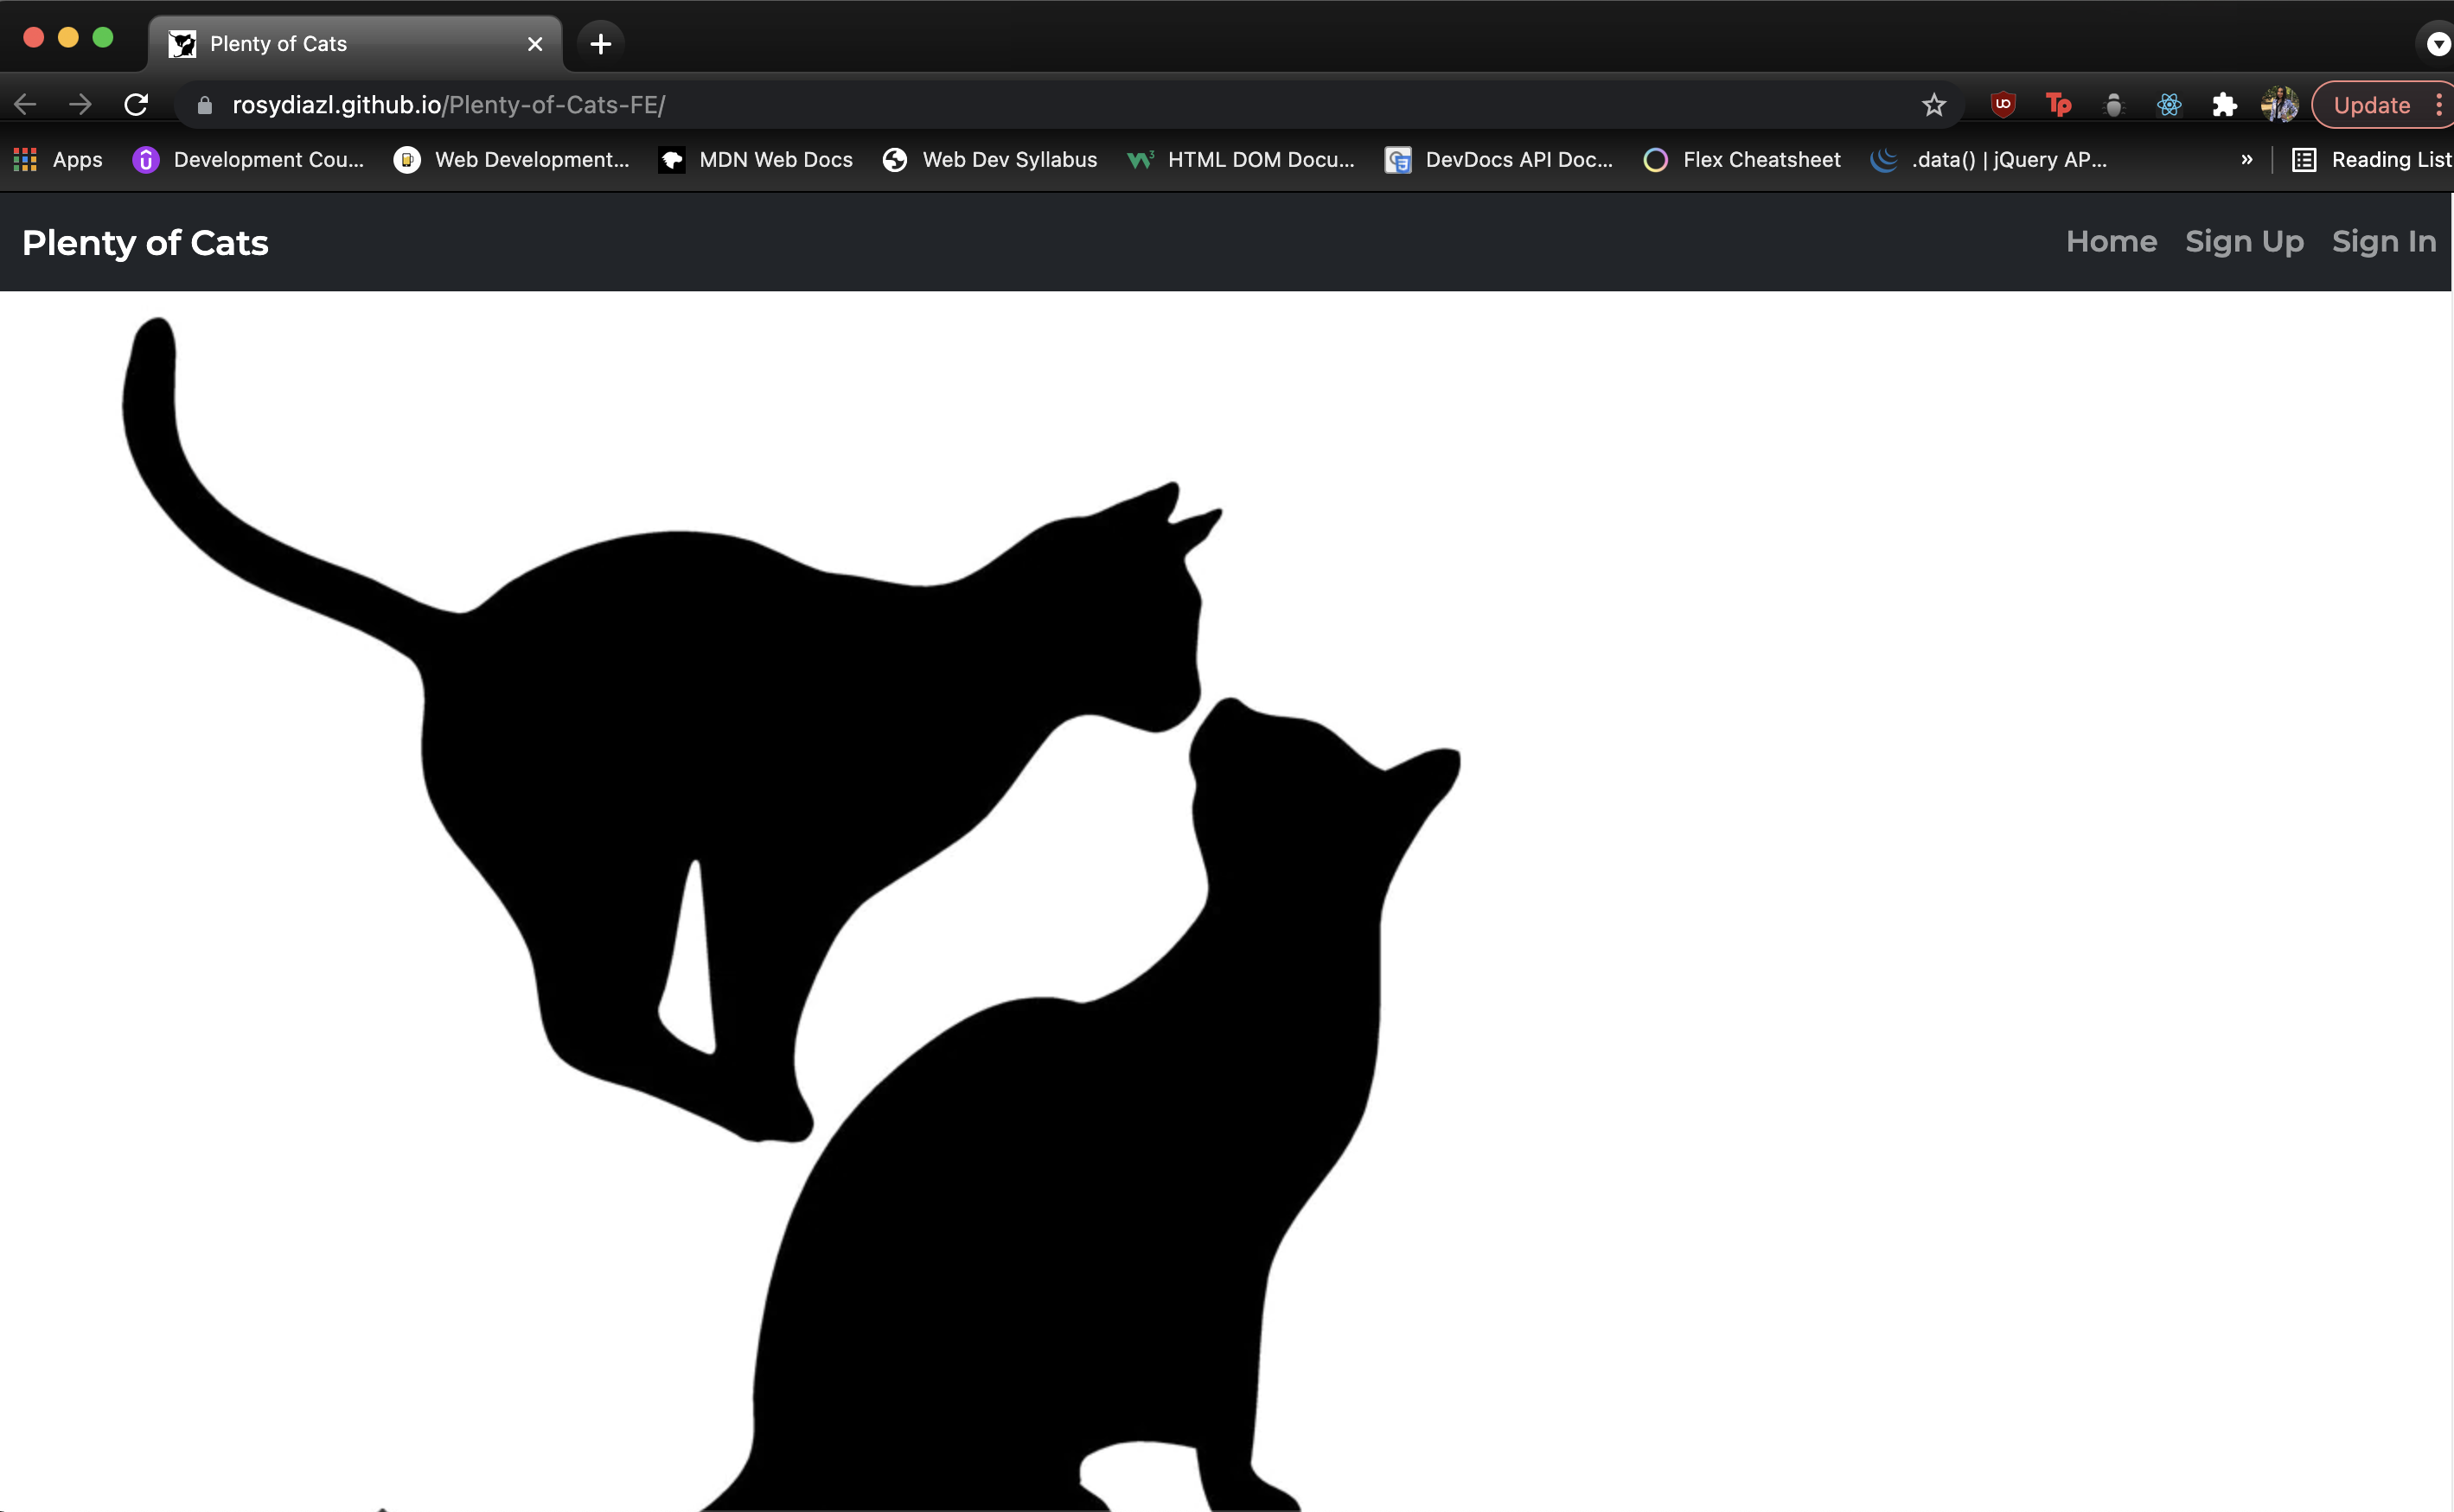 Plenty of Cats
rosydiazl.github.io/Plenty-of-Cats-FE/
UO
Tp
Update
Apps
Development Cou...
Web Development...
MDN Web Docs
Web Dev Syllabus
HTML DOM Docu...
DevDocs API Doc...
Flex Cheatsheet
.data() | jQuery AP...
»
Reading List
Plenty of Cats
Home
Sign Up
Sign In